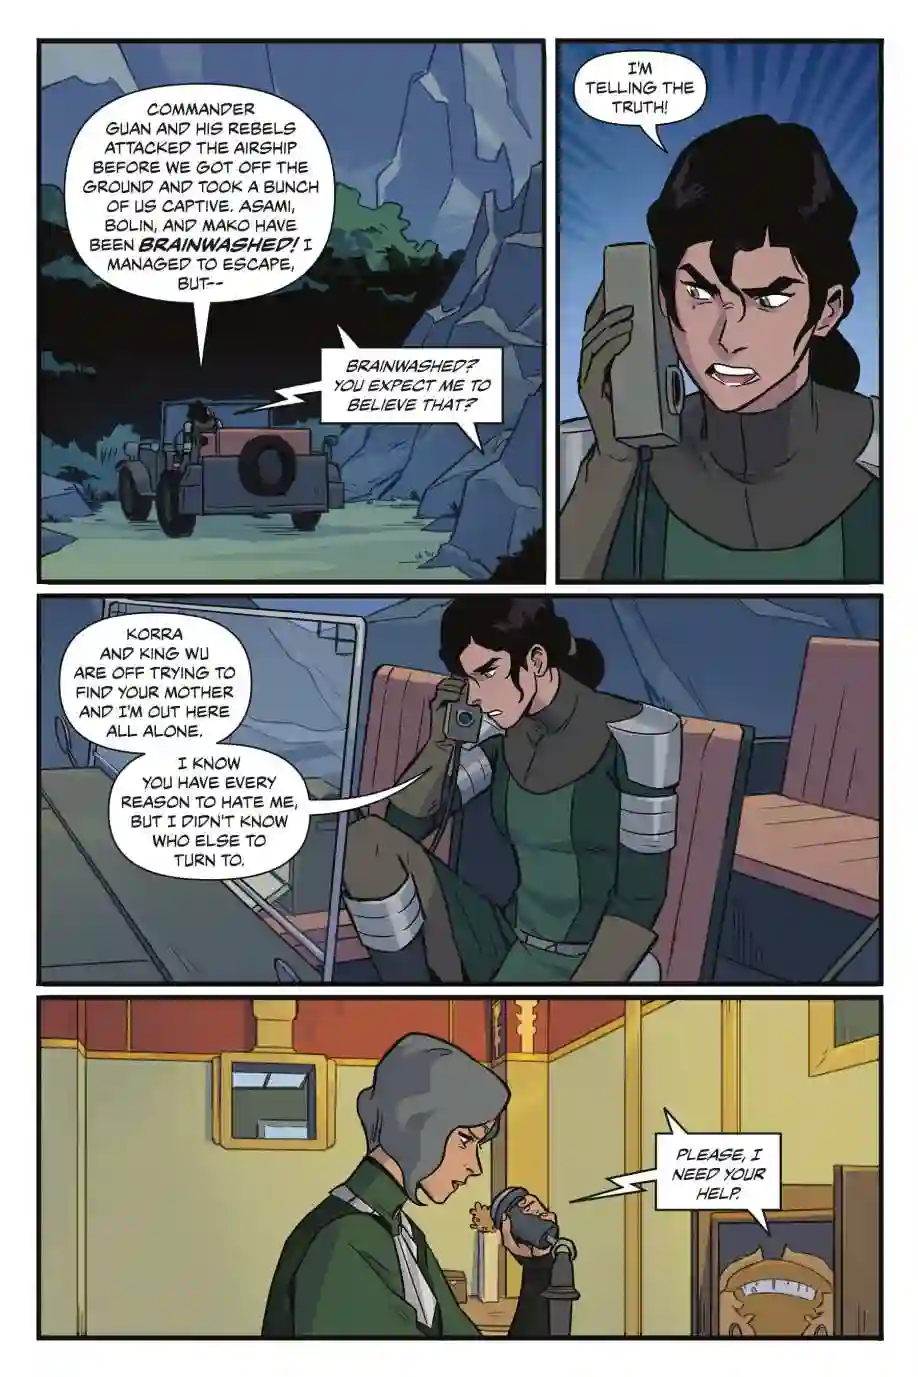 COMMANDER
GUAN AND HIS REBELS
ATTACKED THE AIRSHIP
BEFORE WE GOT OFF THE
GROUND AND TOOK A BUNCH
OF US CAPTIVE. ASAMI,
BOLIN, AND MAKO HAVE
BEEN BRAINWASHED! I
MANAGED TO ESCAPE,
BUT--
BRAINWASHED?
YOU EXPECT ME TO
BELIEVE THAT?
I'M
TELLING THE
TRUTH!
KORRA
AND KING WU
ARE OFF TRYING TO
FIND YOUR MOTHER
AND I'M OUT HERE
ALL ALONE.
I KNOW
YOU HAVE EVERY
REASON TO HATE ME,
BUT I DIDN'T KNOW
WHO ELSE TO
TURN TO.
PLEASE, I
NEED YOUR
HELP.